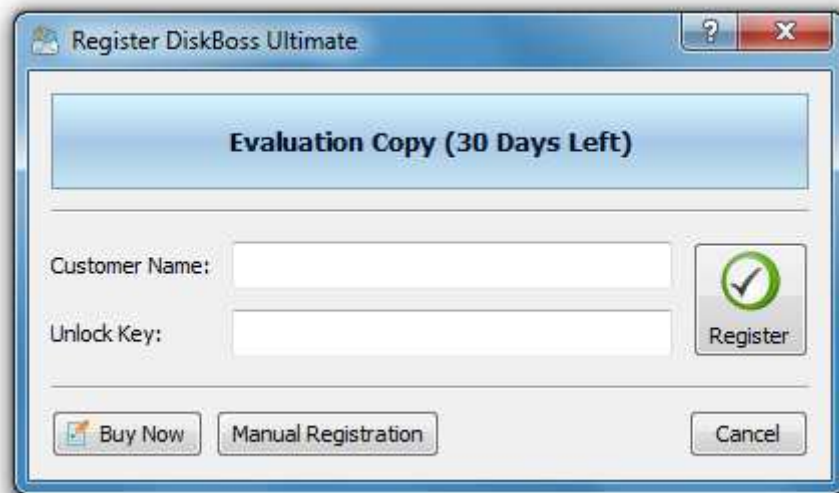 Register DiskBoss Ultimate
Evaluation Copy (30 Days Left)
Customer Name:
Unlock Key:
Register
Buy Now Manual Registration Cancel